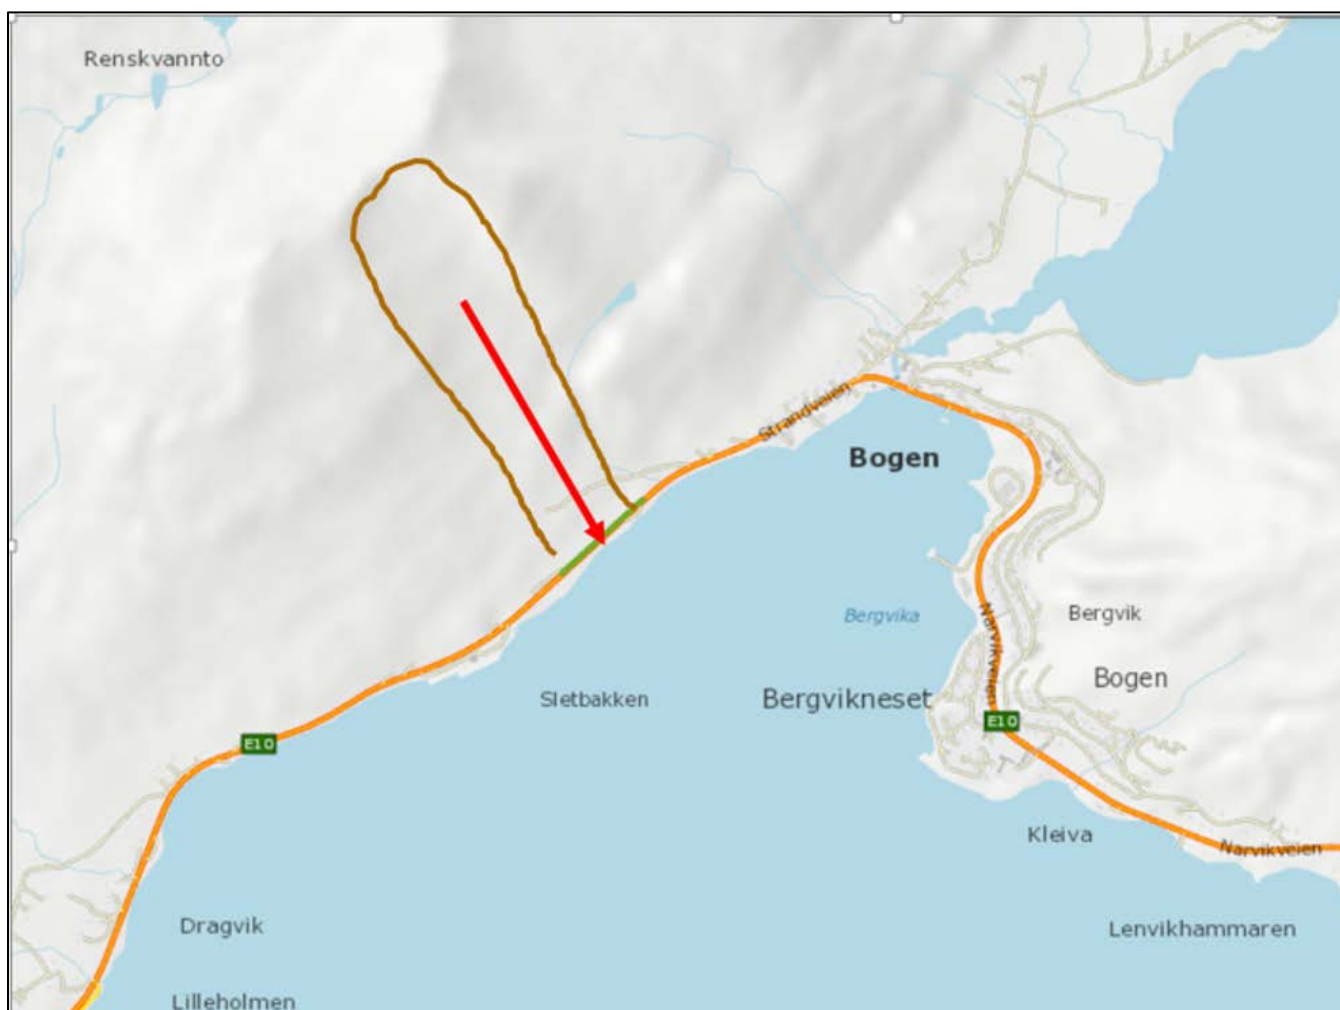 Renskvannto
Strandveien
Bogen
Bergvika
Narvikveien
Bergvik
Bogen
Sletbakken
Bergvikneset
E10
E10
Kleiva
Narvikveien
Dragvik
Lenvikhammaren
Lilleholmen